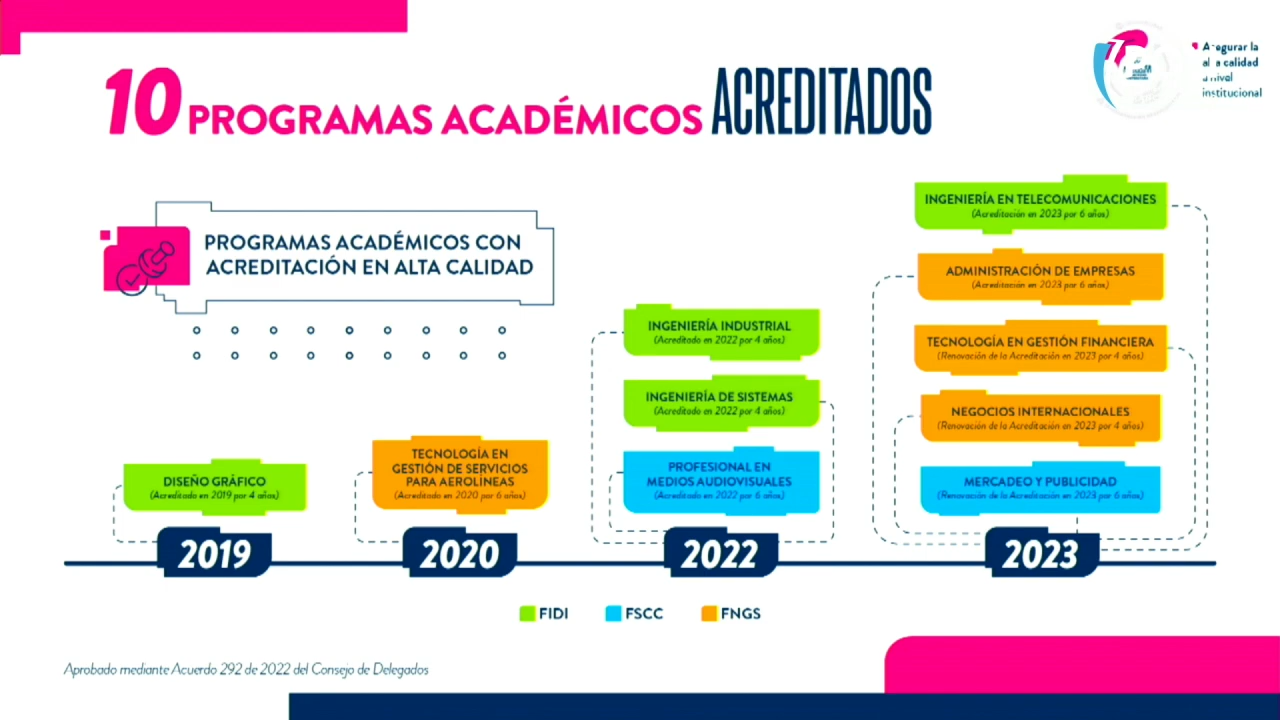 10 PROGRAMAS ACADÉMICOS ACREDITADOS
la
calidad
institucional
PROGRAMAS ACADÉMICOS CON
ACREDITACIÓN EN ALTA CALIDAD
DISEÑO GRÁFICO
(Acreditado en 2019 por 4 años)
2019
TECNOLOGÍA EN
GESTIÓN DE SERVICIOS
PARA AEROLÍNEAS
(Acreditado en 2020 por 6 años)
2020
INGENIERÍA INDUSTRIAL
(Acreditado en 2022 por 4 años)
INGENIERÍA DE SISTEMAS
(Acreditado en 2022 por 4 años)
PROFESIONAL EN
MEDIOS AUDIOVISUALES
(Acreditado en 2022 por 6 años)
2022
INGENIERÍA EN TELECOMUNICACIONES
(Acreditación en 2023 por 6 años)
ADMINISTRACIÓN DE EMPRESAS
(Acreditación en 2023 por 6 años)
TECNOLOGÍA EN GESTIÓN FINANCIERA
(Renovación de la Acreditación en 2023 por 4 años)
NEGOCIOS INTERNACIONALES
(Renovación de la Acreditación en 2023 por 4 años)
MERCADEO Y PUBLICIDAD
(Renovación de la Acreditación en 2023 por 6 años)
2023
FIDI FSCC FNGS
Aprobado mediante Acuerdo 292 de 2022 del Consejo de Delegados